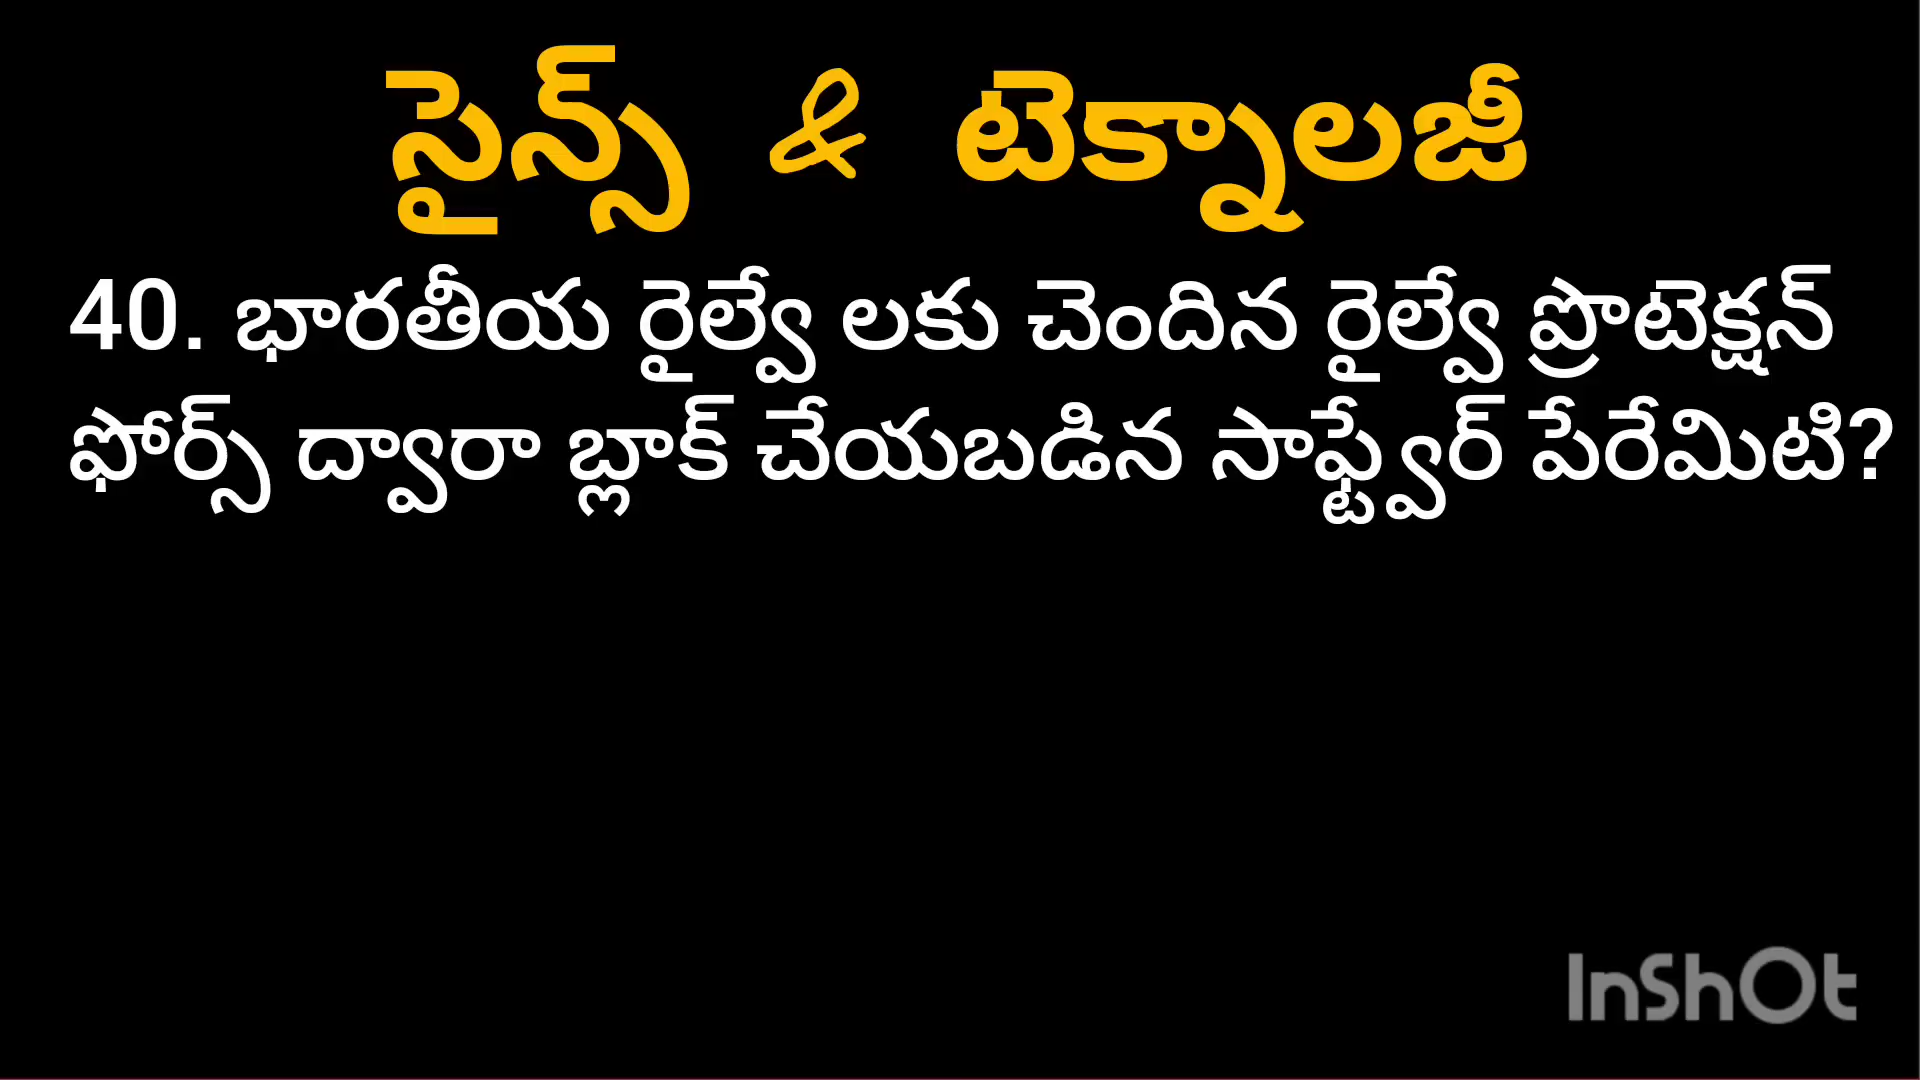 సైన్స్ & టెక్నాలజీ
40. భారతీయ రైల్వే లకు చెందిన రైల్వే ప్రొటెక్షన్
ఫోర్స్ ద్వారా బ్లాక్ చేయబడిన సాఫ్ట్వేర్ పేరేమిటి?
InShOt